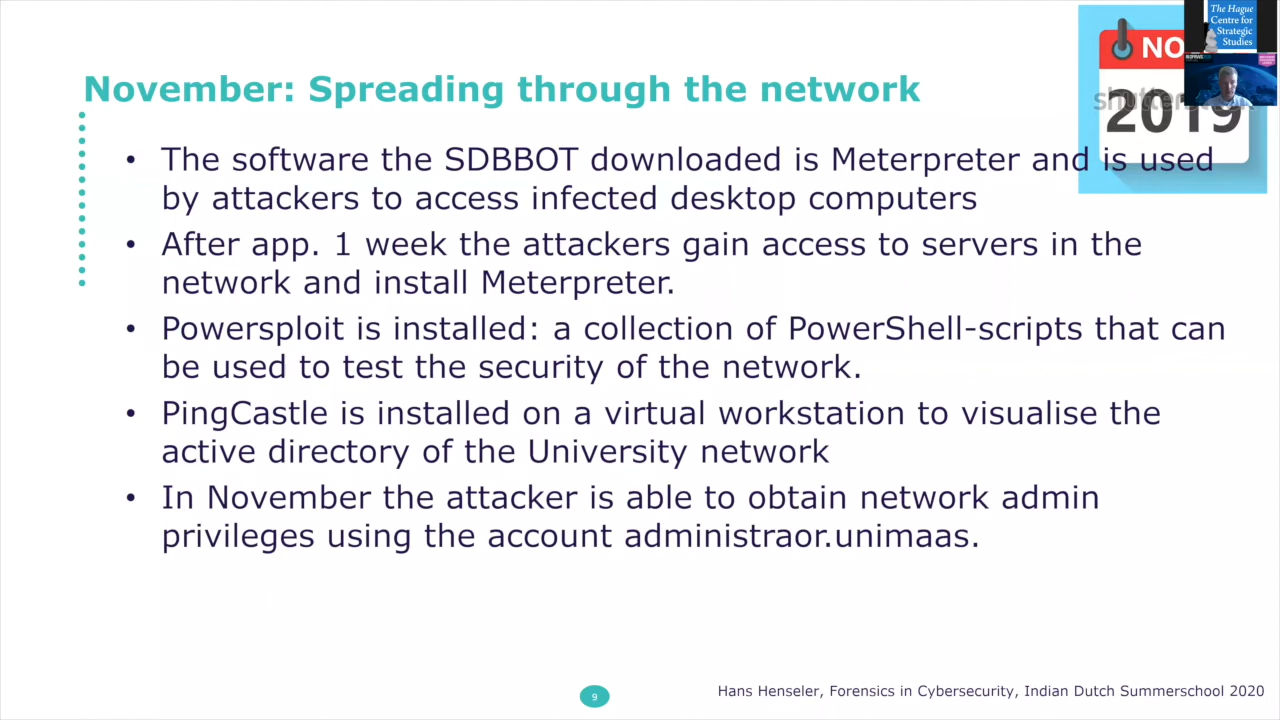 The Hague
Centre for
Strategic
Studies
NO
2019
November: Spreading through the network
• The software the SDBBOT downloaded is Meterpreter and is used
by attackers to access infected desktop computers
• After app. 1 week the attackers gain access to servers in the
network and install Meterpreter.
• Powersploit is installed: a collection of PowerShell-scripts that can
be used to test the security of the network.
• PingCastle is installed on a virtual workstation to visualise the
active directory of the University network
• In November the attacker is able to obtain network admin
privileges using the account administraor.unimaas.
9
Hans Henseler, Forensics in Cybersecurity, Indian Dutch Summerschool 2020